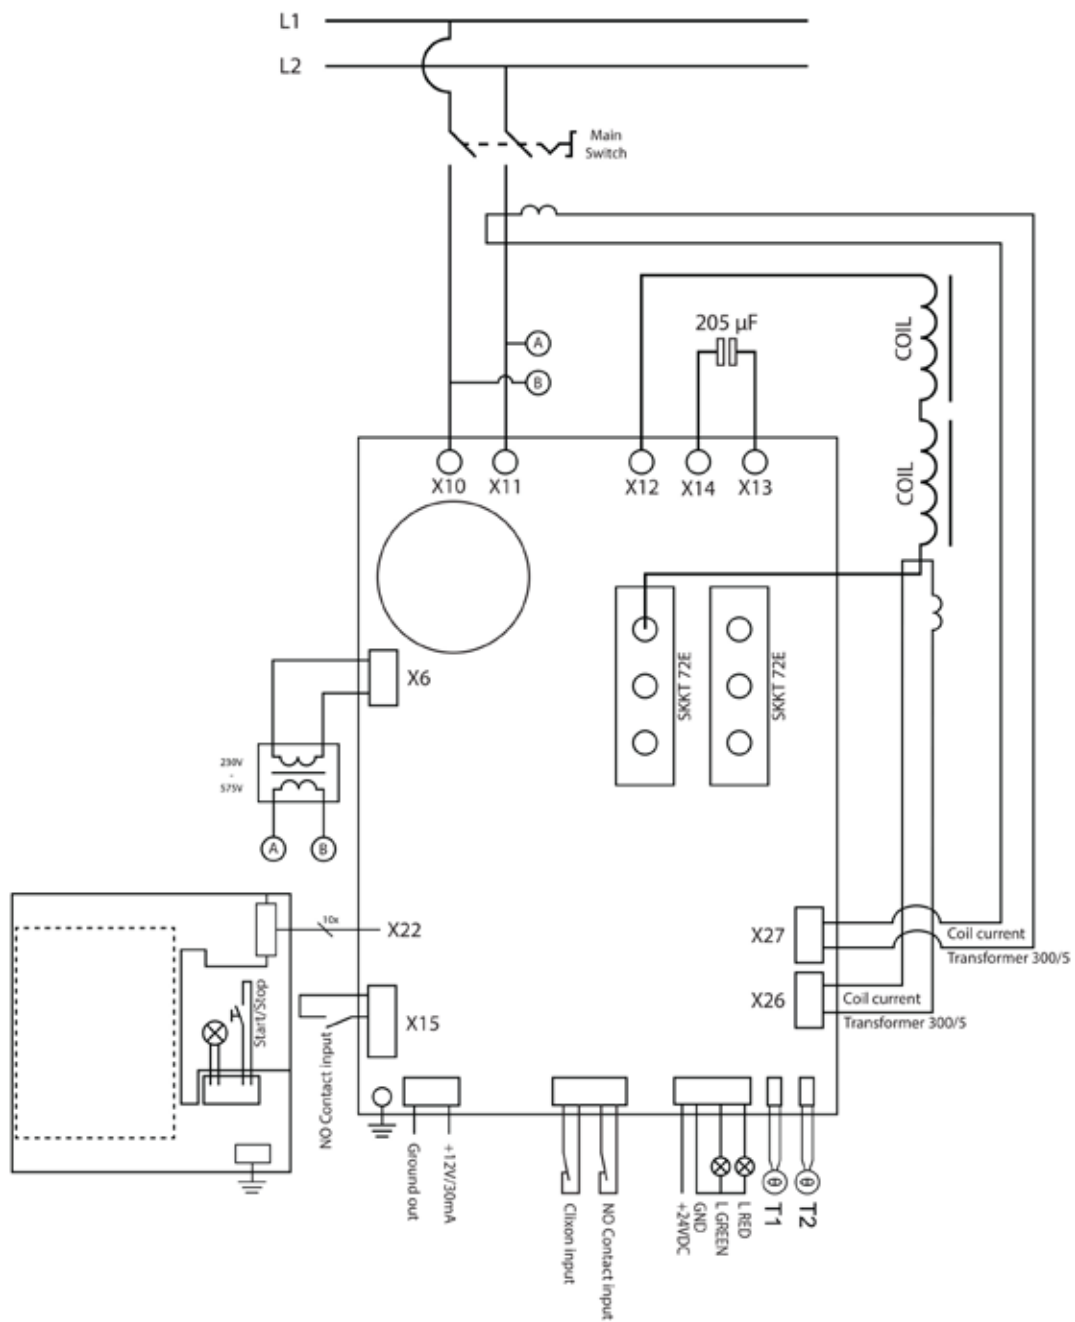 L1
L2
Main
Switch
A
B
205 µF
COIL
COIL
X10
X11
X12
X14
X13
SKKT 72E
SKKT 72E
X6
230V
-
575V
A
B
10x
X22
X27
Coil current
Transformer 300/5
X26
Coil current
Transformer 300/5
X15
Start/Stop
NO Contact input
Ground out
+12V/30mA
Clixon input
NO Contact input
+24VDC
GND
L GREEN
L RED
θ
T1
θ
T2